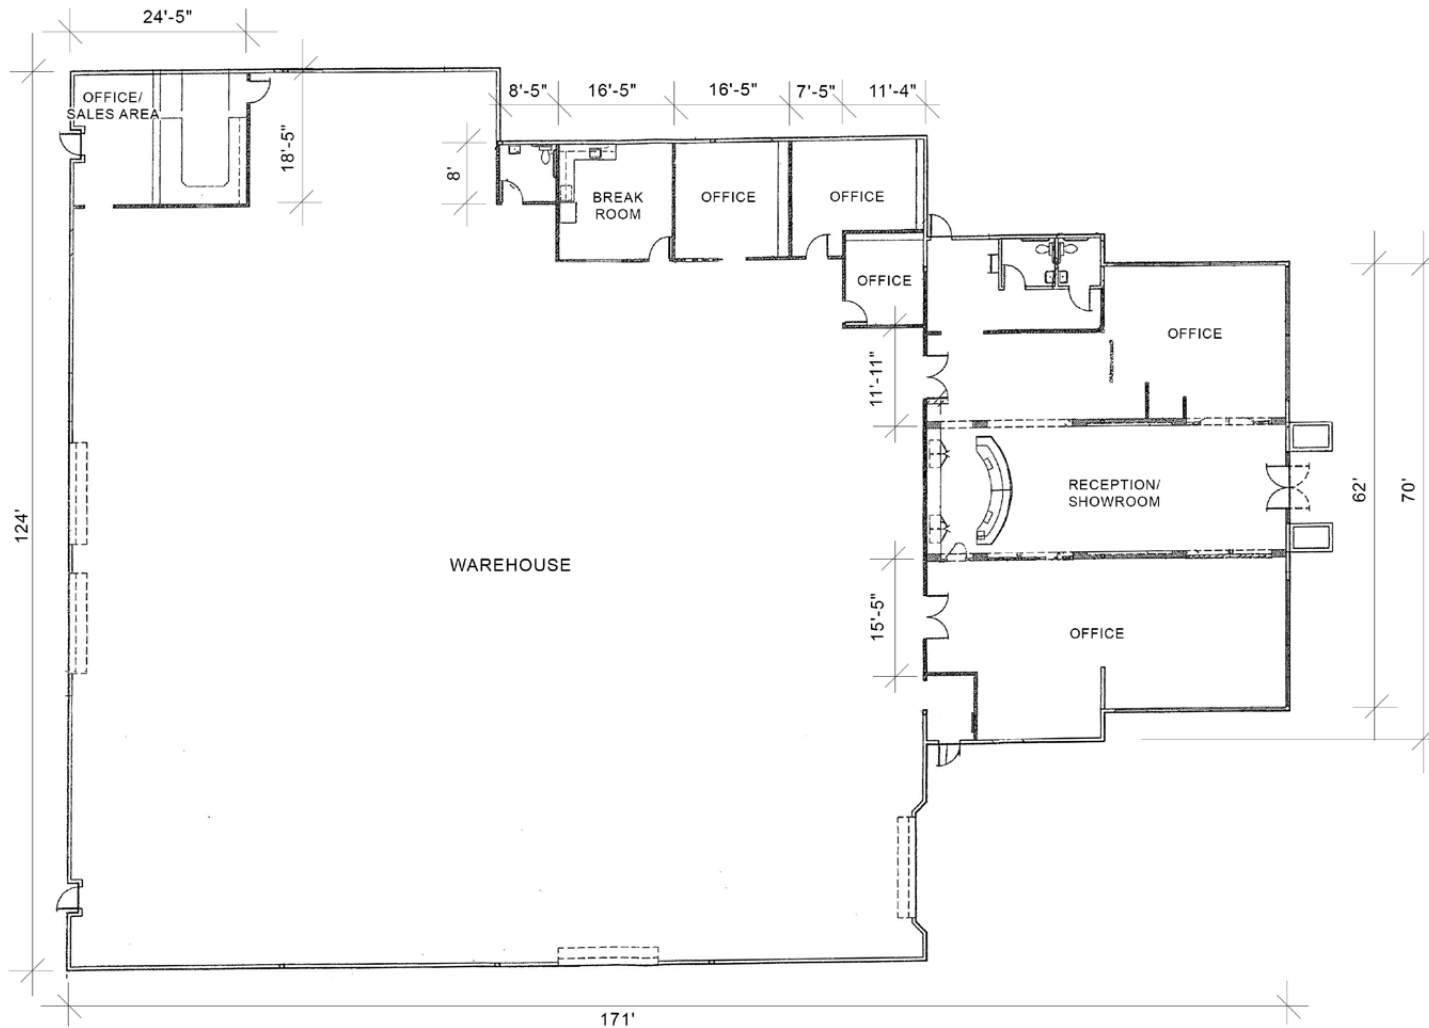 24'-5"
OFFICE/
SALES AREA
18'-5"
8'-5"
16'-5"
16'-5"
7'-5"
11'-4"
8'
BREAK
ROOM
OFFICE
OFFICE
OFFICE
OFFICE
11'-11"
RECEPTION/
SHOWROOM
62'
70'
124'
WAREHOUSE
15'-5"
OFFICE
171'